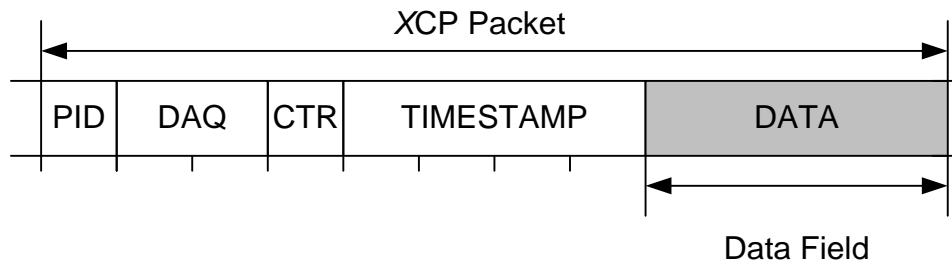 XCP Packet
PID DAQ CTR TIMESTAMP DATA
Data Field